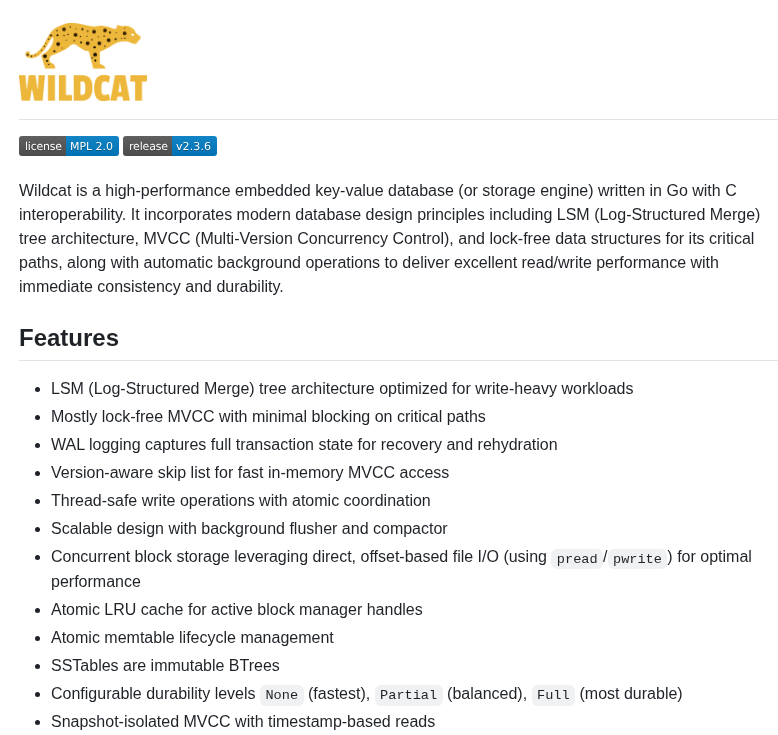 WILDCAT
license MPL 2.0 release v2.3.6
Wildcat is a high-performance embedded key-value database (or storage engine) written in Go with C
interoperability. It incorporates modern database design principles including LSM (Log-Structured Merge)
tree architecture, MVCC (Multi-Version Concurrency Control), and lock-free data structures for its critical
paths, along with automatic background operations to deliver excellent read/write performance with
immediate consistency and durability.
Features
LSM (Log-Structured Merge) tree architecture optimized for write-heavy workloads
Mostly lock-free MVCC with minimal blocking on critical paths
WAL logging captures full transaction state for recovery and rehydration
Version-aware skip list for fast in-memory MVCC access
Thread-safe write operations with atomic coordination
Scalable design with background flusher and compactor
Concurrent block storage leveraging direct, offset-based file I/O (using pread/pwrite) for optimal
performance
Atomic LRU cache for active block manager handles
Atomic memtable lifecycle management
SSTables are immutable BTrees
Configurable durability levels None (fastest), Partial (balanced), Full (most durable)
Snapshot-isolated MVCC with timestamp-based reads